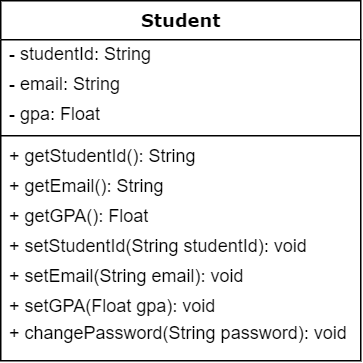 Student
- studentId: String
- email: String
- gpa: Float
+ getStudentId(): String
+ getEmail(): String
+ getGPA(): Float
+ setStudentId(String studentId): void
+ setEmail(String email): void
+ setGPA(Float gpa): void
+ changePassword(String password): void